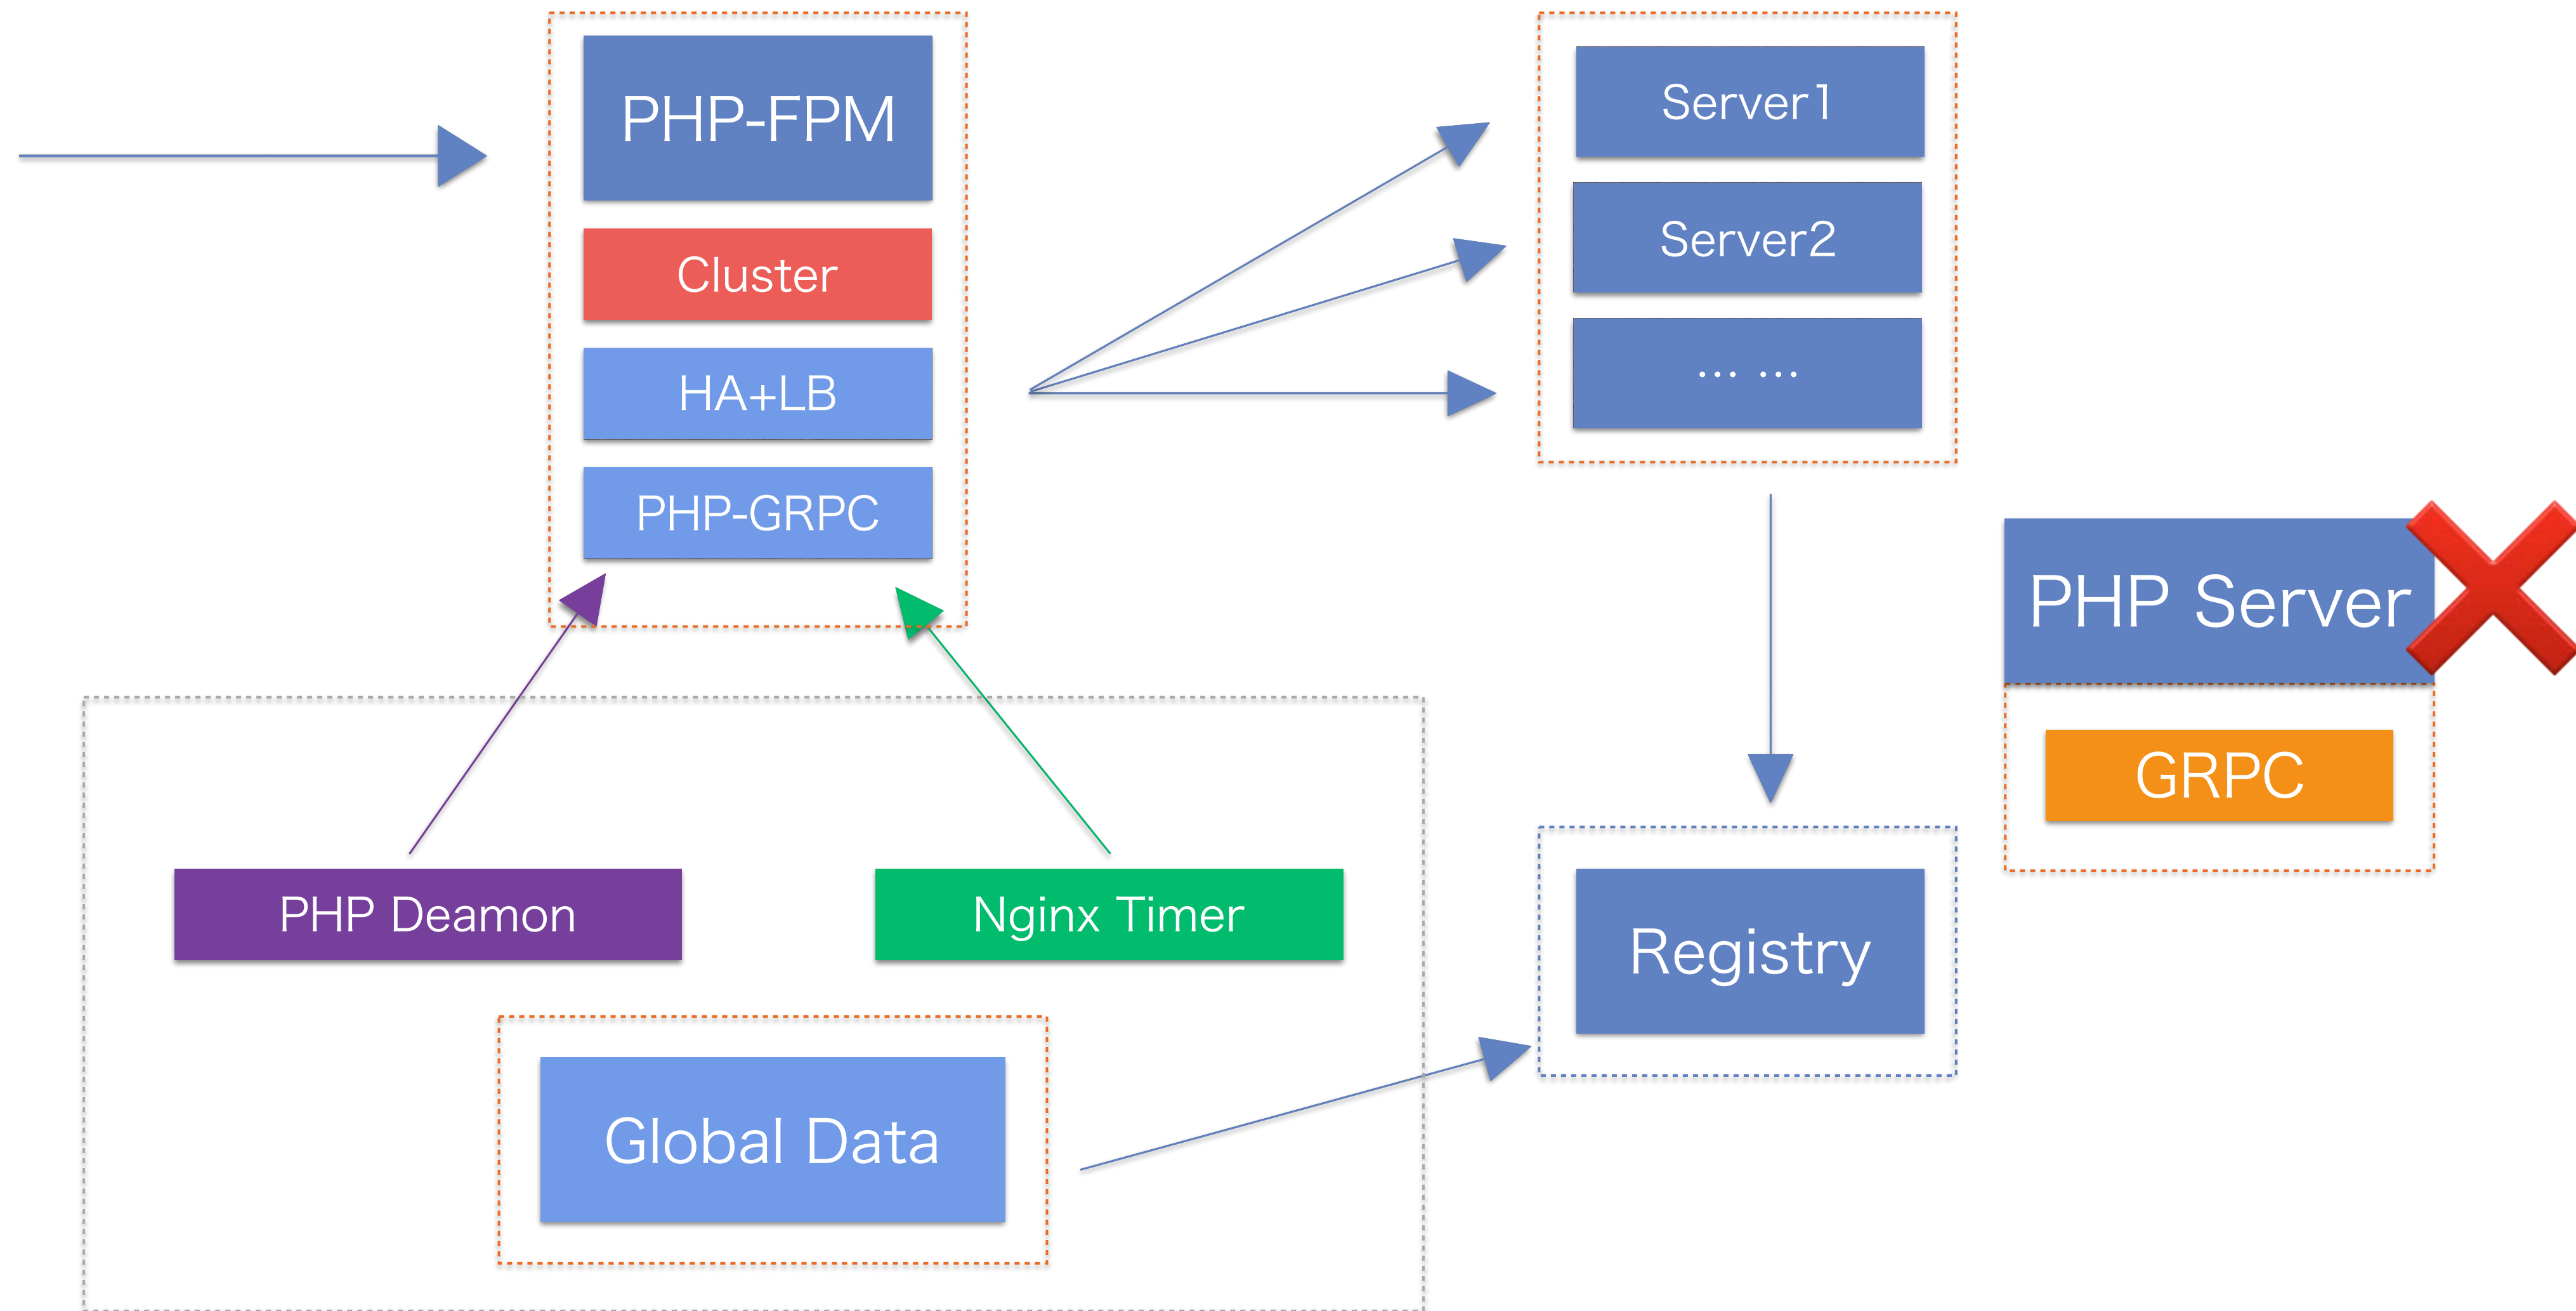 PHP-FPM
Cluster
HA+LB
PHP-GRPC
Server1
Server2
... ...
PHP Server
GRPC
PHP Deamon
Nginx Timer
Registry
Global Data